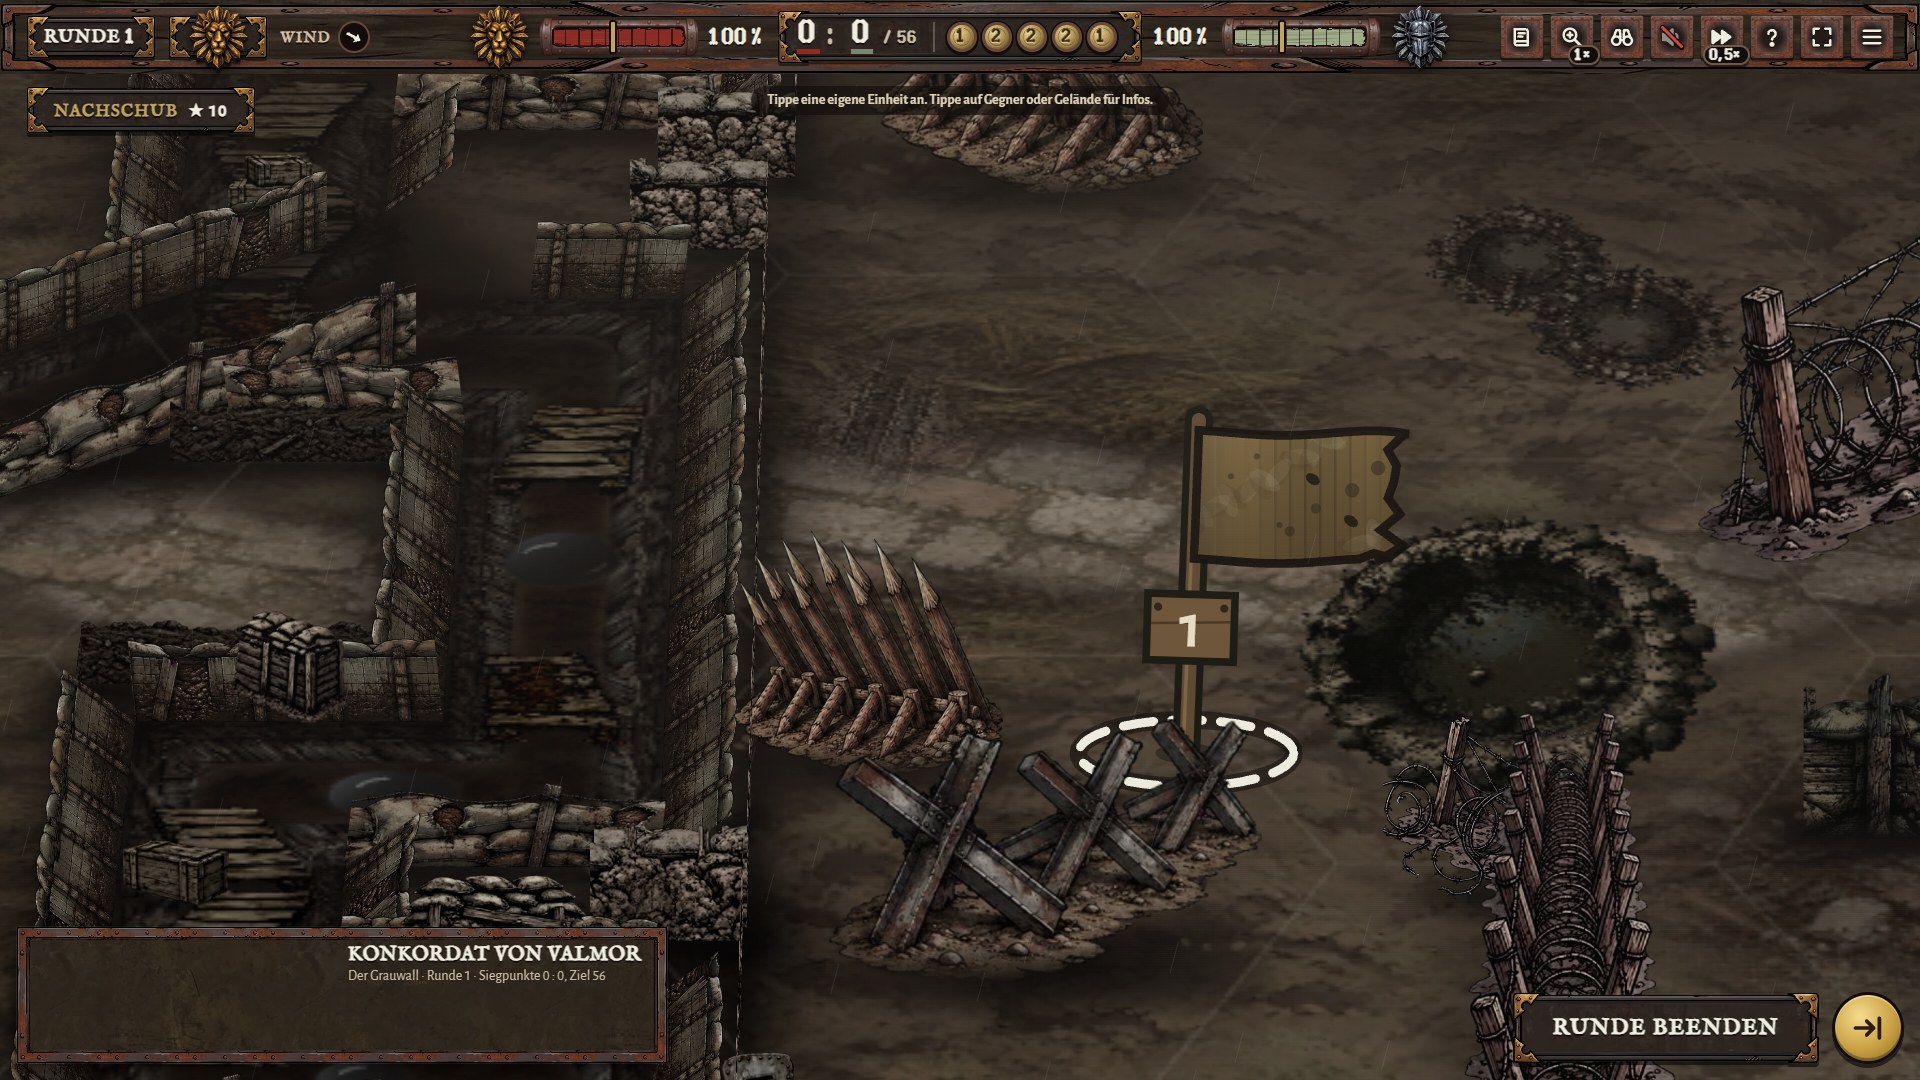 RUNDE 1
WIND
100%
0 : 0 / 56
1 2 2 2 1
100%
1×
0,5×
?
NACHSCHUB ★ 10
Tippe eine eigene Einheit an. Tippe auf Gegner oder Gelände für Infos.
1
KONKORDAT VON VALMOR
Der Grauwall · Runde 1 · Siegpunkte 0 : 0, Ziel 56
RUNDE BEENDEN